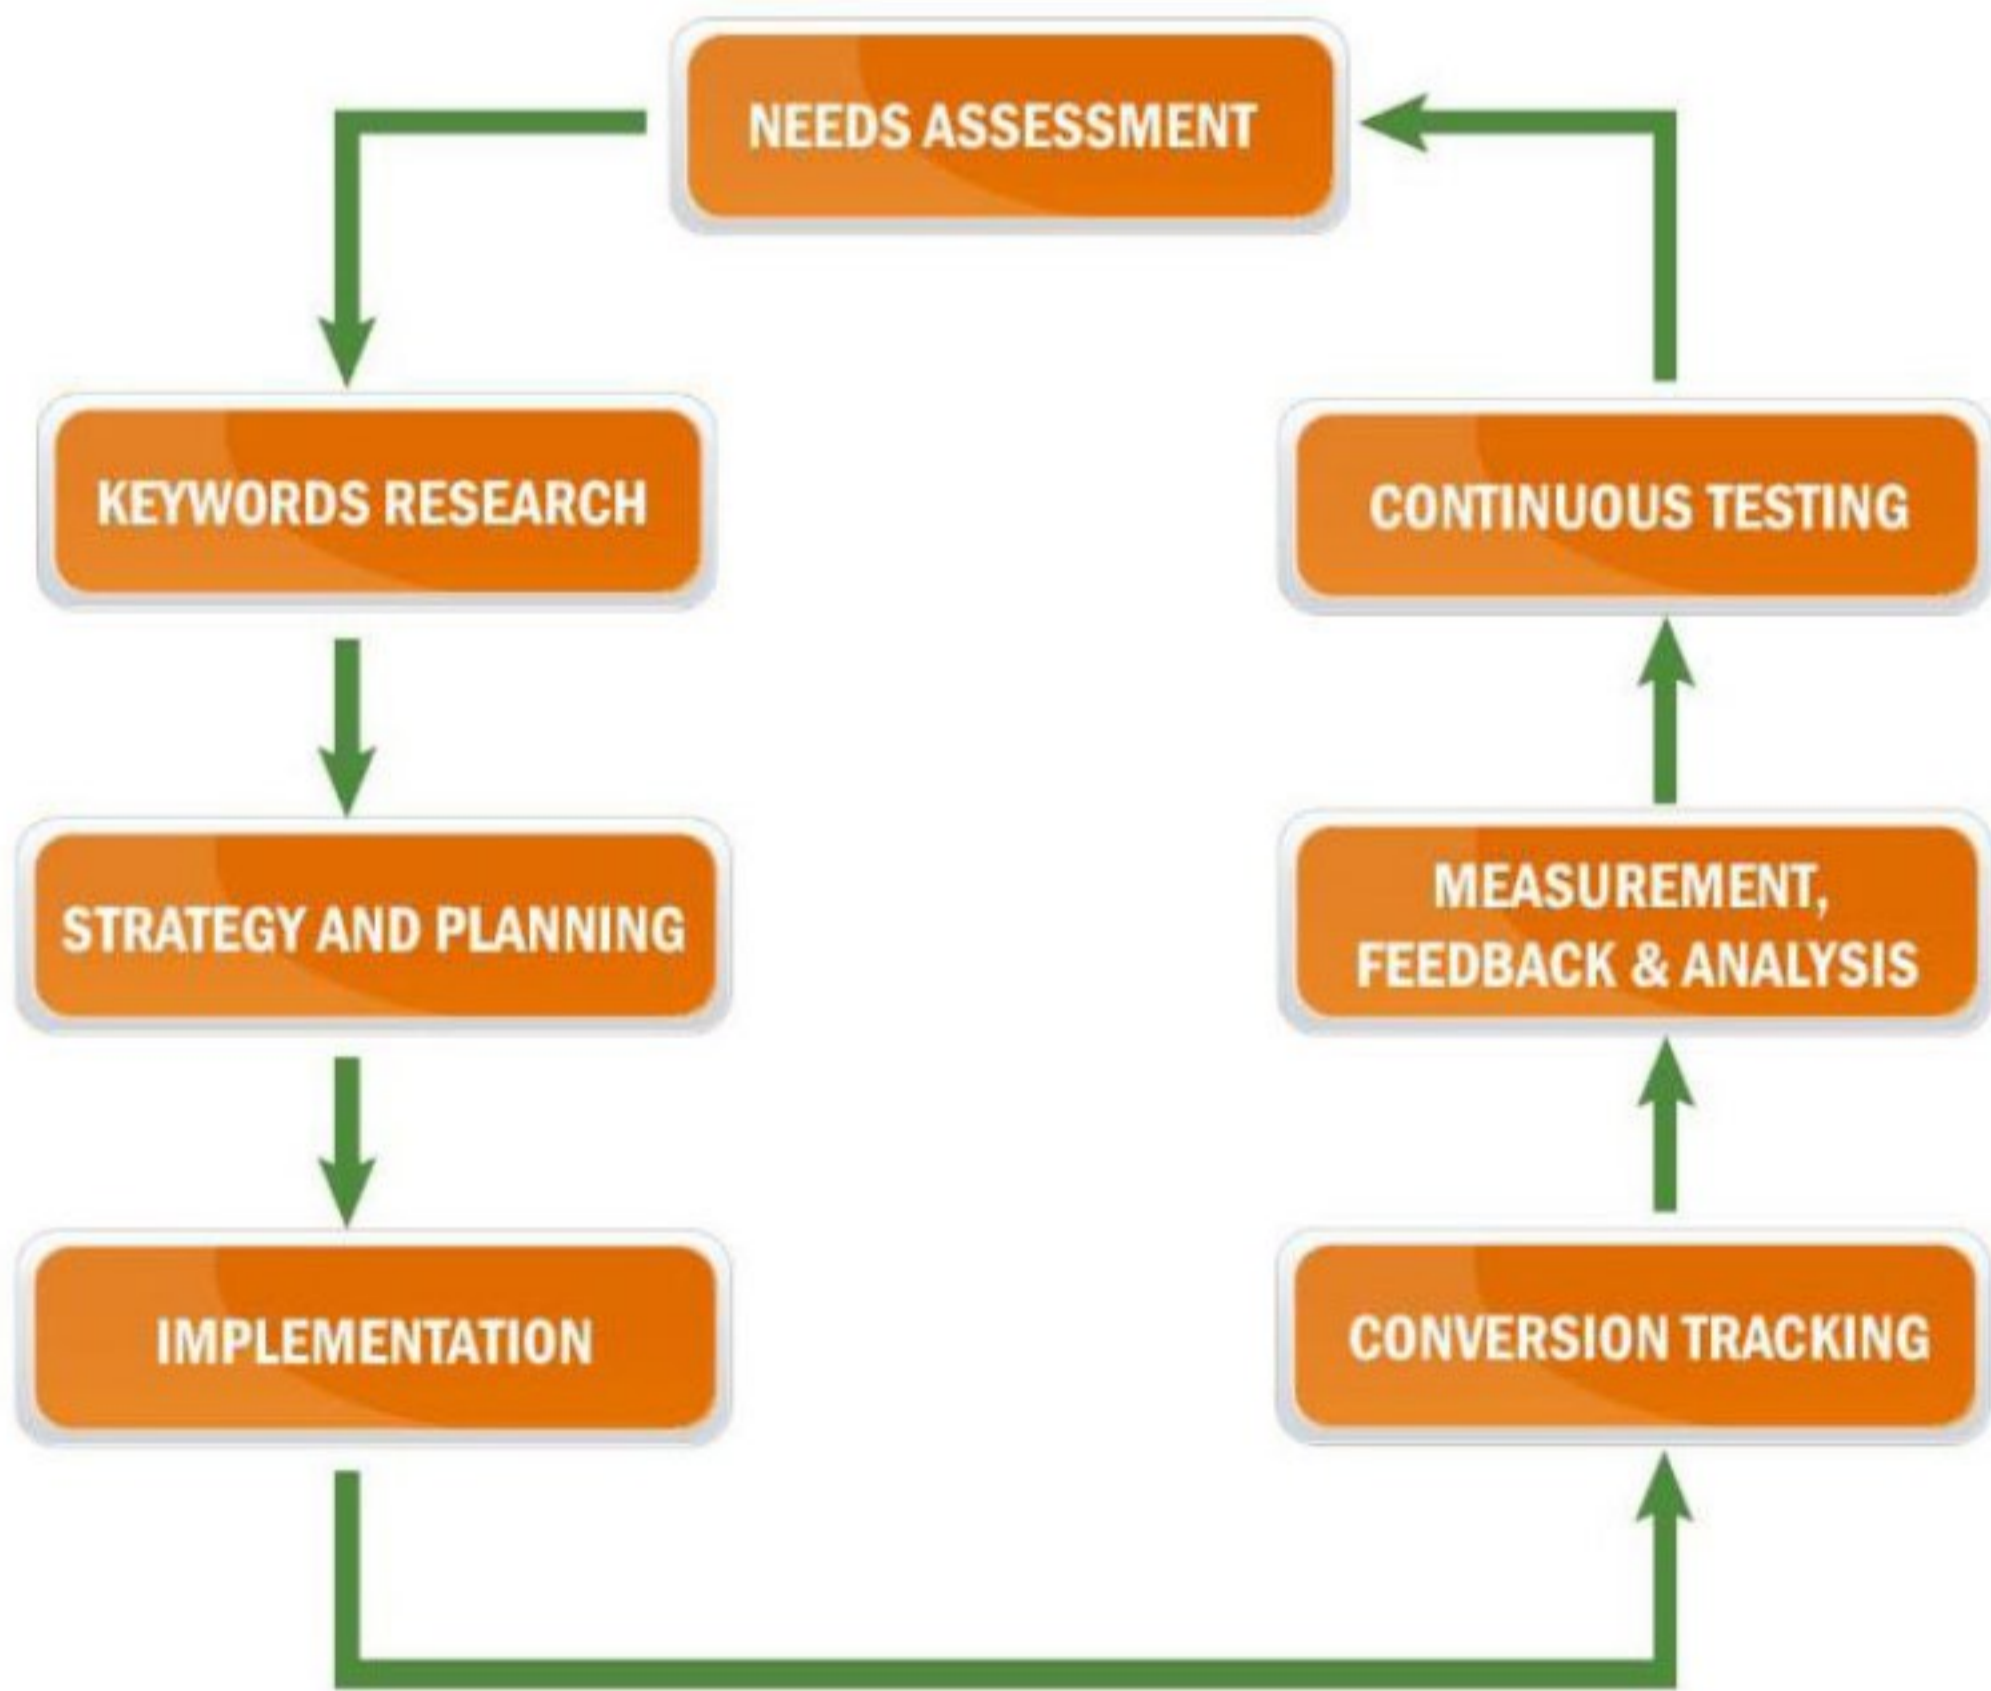 NEEDS ASSESSMENT
KEYWORDS RESEARCH
STRATEGY AND PLANNING
IMPLEMENTATION
CONVERSION TRACKING
MEASUREMENT,
FEEDBACK & ANALYSIS
CONTINUOUS TESTING